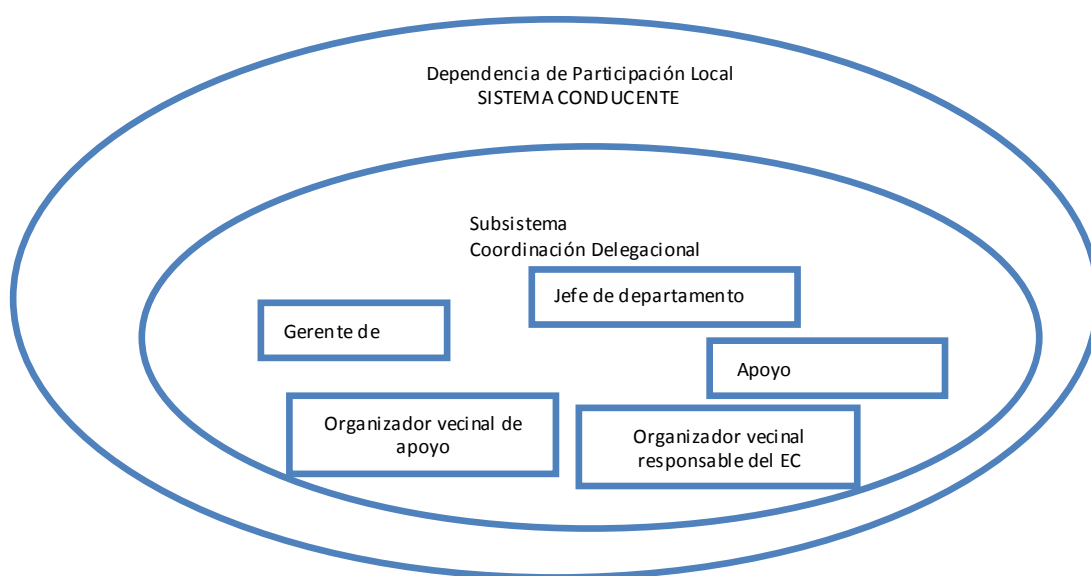 Dependencia de Participación Local
SISTEMA CONDUCENTE
Subsistema
Coordinación Delegacional
Jefe de departamento
Gerente de
Apoyo
Organizador vecinal de
apoyo
Organizador vecinal
responsable del EC